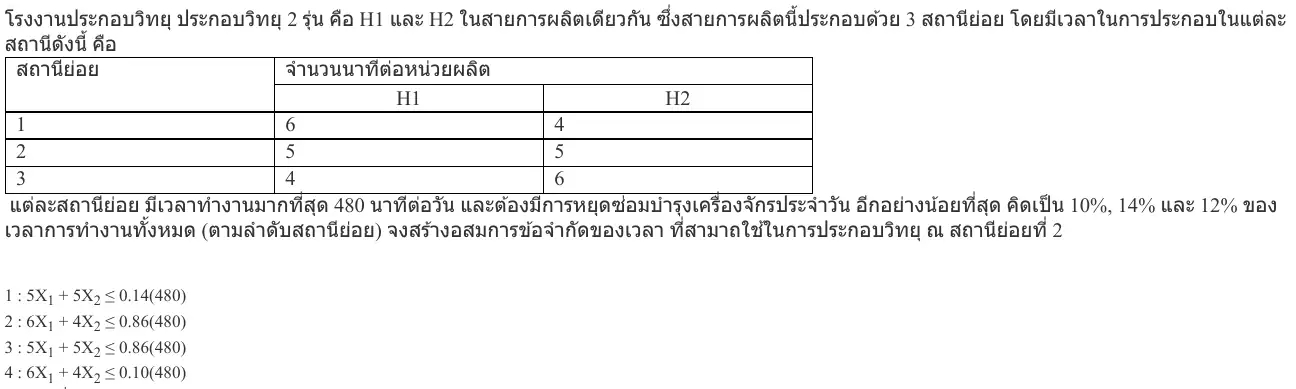 โรงงานประกอบวิทยุ ประกอบวิทยุ 2 รุ่น คือ H1 และ H2 ในสายการผลิตเดียวกัน ซึ่งสายการผลิตนี้ประกอบด้วย 3 สถานีย่อย โดยมีเวลาในการประกอบในแต่ละ
สถานีดังนี้ คือ
สถานีย่อย จำนวนนาทีต่อหน่วยผลิต
H1 H2
1 6 4
2 5 5
3 4 6
แต่ละสถานีย่อย มีเวลาทำงานมากที่สุด 480 นาทีต่อวัน และต้องมีการหยุดซ่อมบำรุงเครื่องจักรประจำวัน อีกอย่างน้อยที่สุด คิดเป็น 10%, 14% และ 12% ของ
เวลาการทำงานทั้งหมด (ตามลำดับสถานีย่อย) จงสร้างอสมการข้อจำกัดของเวลา ที่สามาถใช้ในการประกอบวิทยุ ณ สถานีย่อยที่ 2
1 : 5X₁ + 5X₂ ≤ 0.14(480)
2 : 6X₁ + 4X₂ ≤ 0.86(480)
3 : 5X₁ + 5X₂ ≤ 0.86(480)
4 : 6X₁ + 4X₂ ≤ 0.10(480)